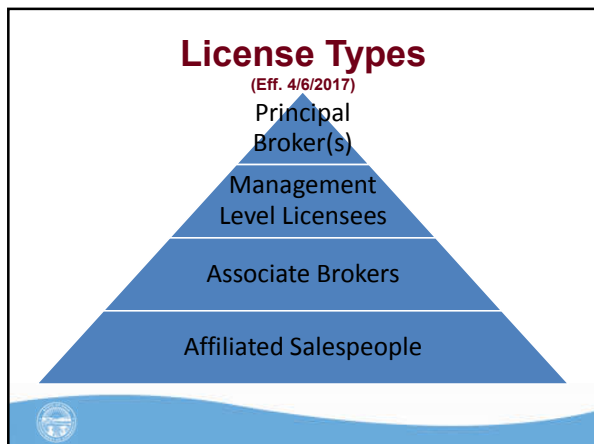 License Types
(Eff. 4/6/2017)
Principal
Broker(s)
Management
Level Licensees
Associate Brokers
Affiliated Salespeople